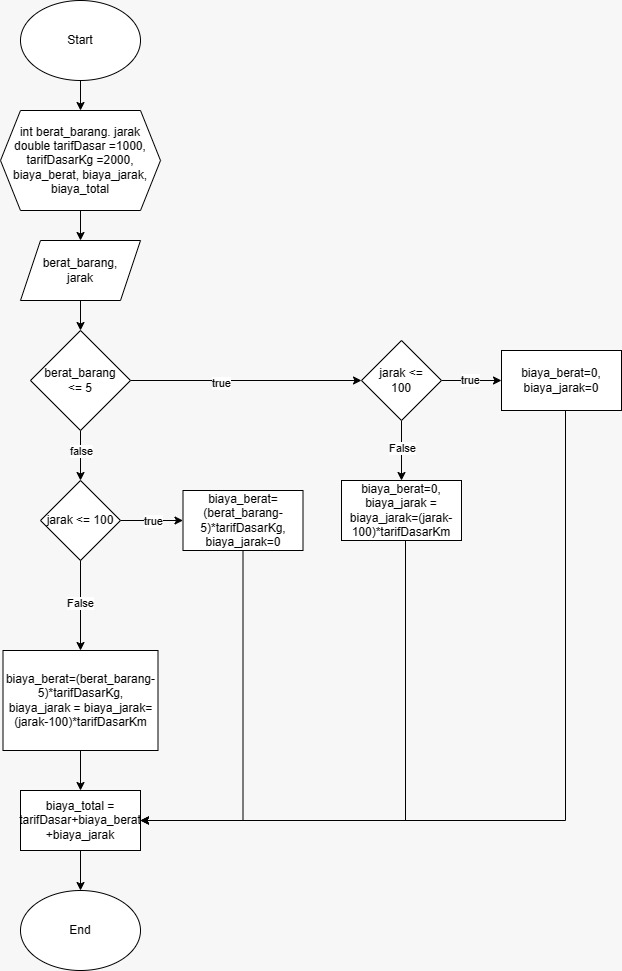 Start
int berat_barang. jarak
double tarifDasar =1000,
tarifDasarKg =2000,
biaya_berat, biaya_jarak,
biaya_total
berat_barang,
jarak
berat_barang
<= 5
true
jarak <=
100
true
biaya_berat=0,
biaya_jarak=0
false
False
jarak <= 100
true
biaya_berat=
(berat_barang-
5)*tarifDasarKg,
biaya_jarak=0
biaya_berat=0,
biaya_jarak =
biaya_jarak=(jarak-
100)*tarifDasarKm
False
biaya_berat=(berat_barang-
5)*tarifDasarKg,
biaya_jarak = biaya_jarak=
(jarak-100)*tarifDasarKm
biaya_total =
tarifDasar+biaya_berat
+biaya_jarak
End